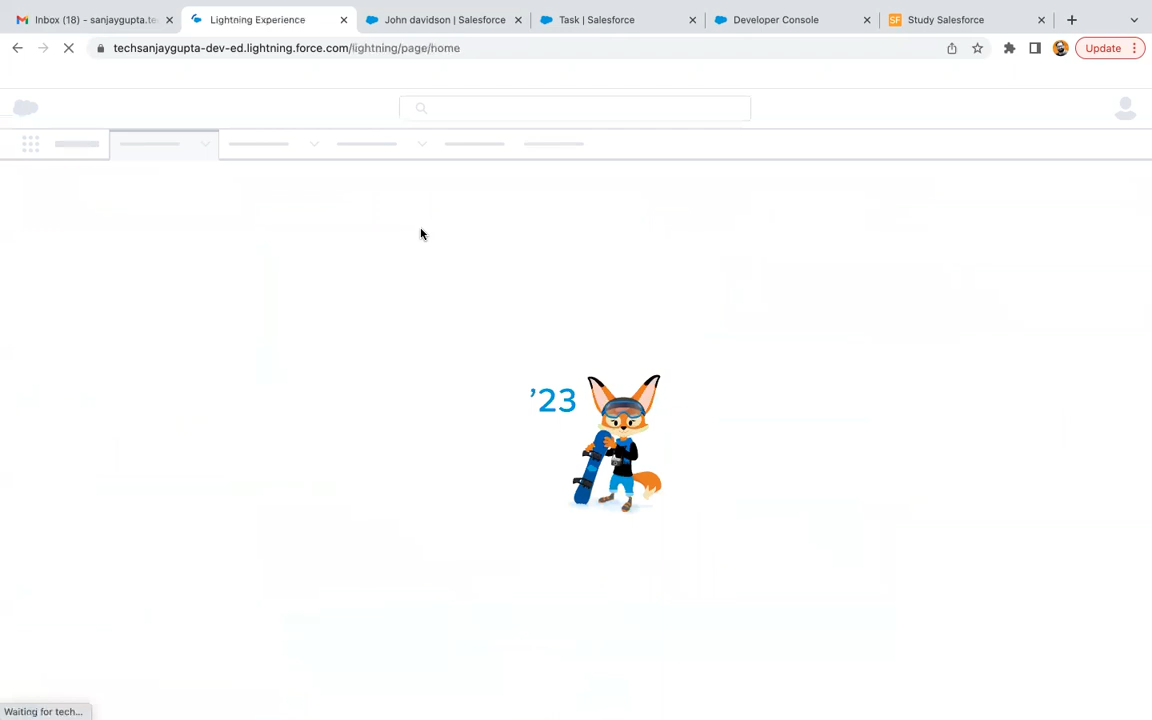 Inbox (18) - sanjaygupta.te
Lightning Experience
John davidson | Salesforce
Task | Salesforce
Developer Console
SF Study Salesforce
techsanjaygupta-dev-ed.lightning.force.com/lightning/page/home
Update
’23
Waiting for tech...